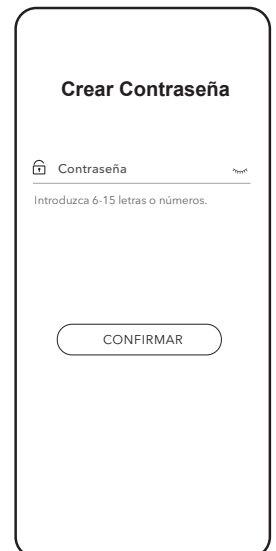 Crear Contraseña
Contraseña
Introduzca 6-15 letras o números.
CONFIRMAR